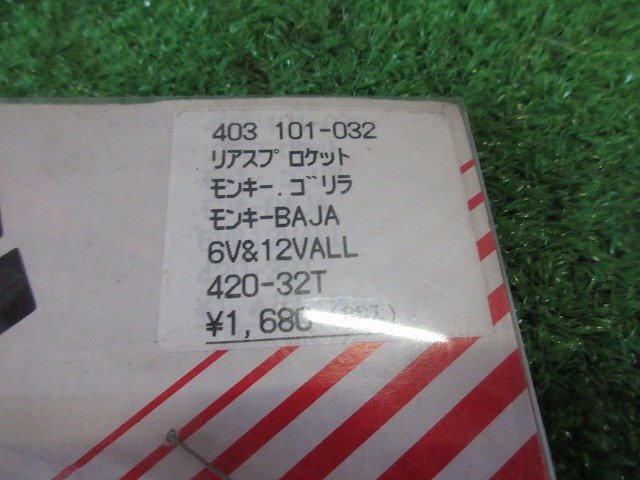 403 101-032
ﾘｱｽﾌﾟﾛｹｯﾄ
ﾓﾝｷｰ.ｺﾞﾘﾗ
ﾓﾝｷｰBAJA
6V&12VALL
420-32T
¥1,680